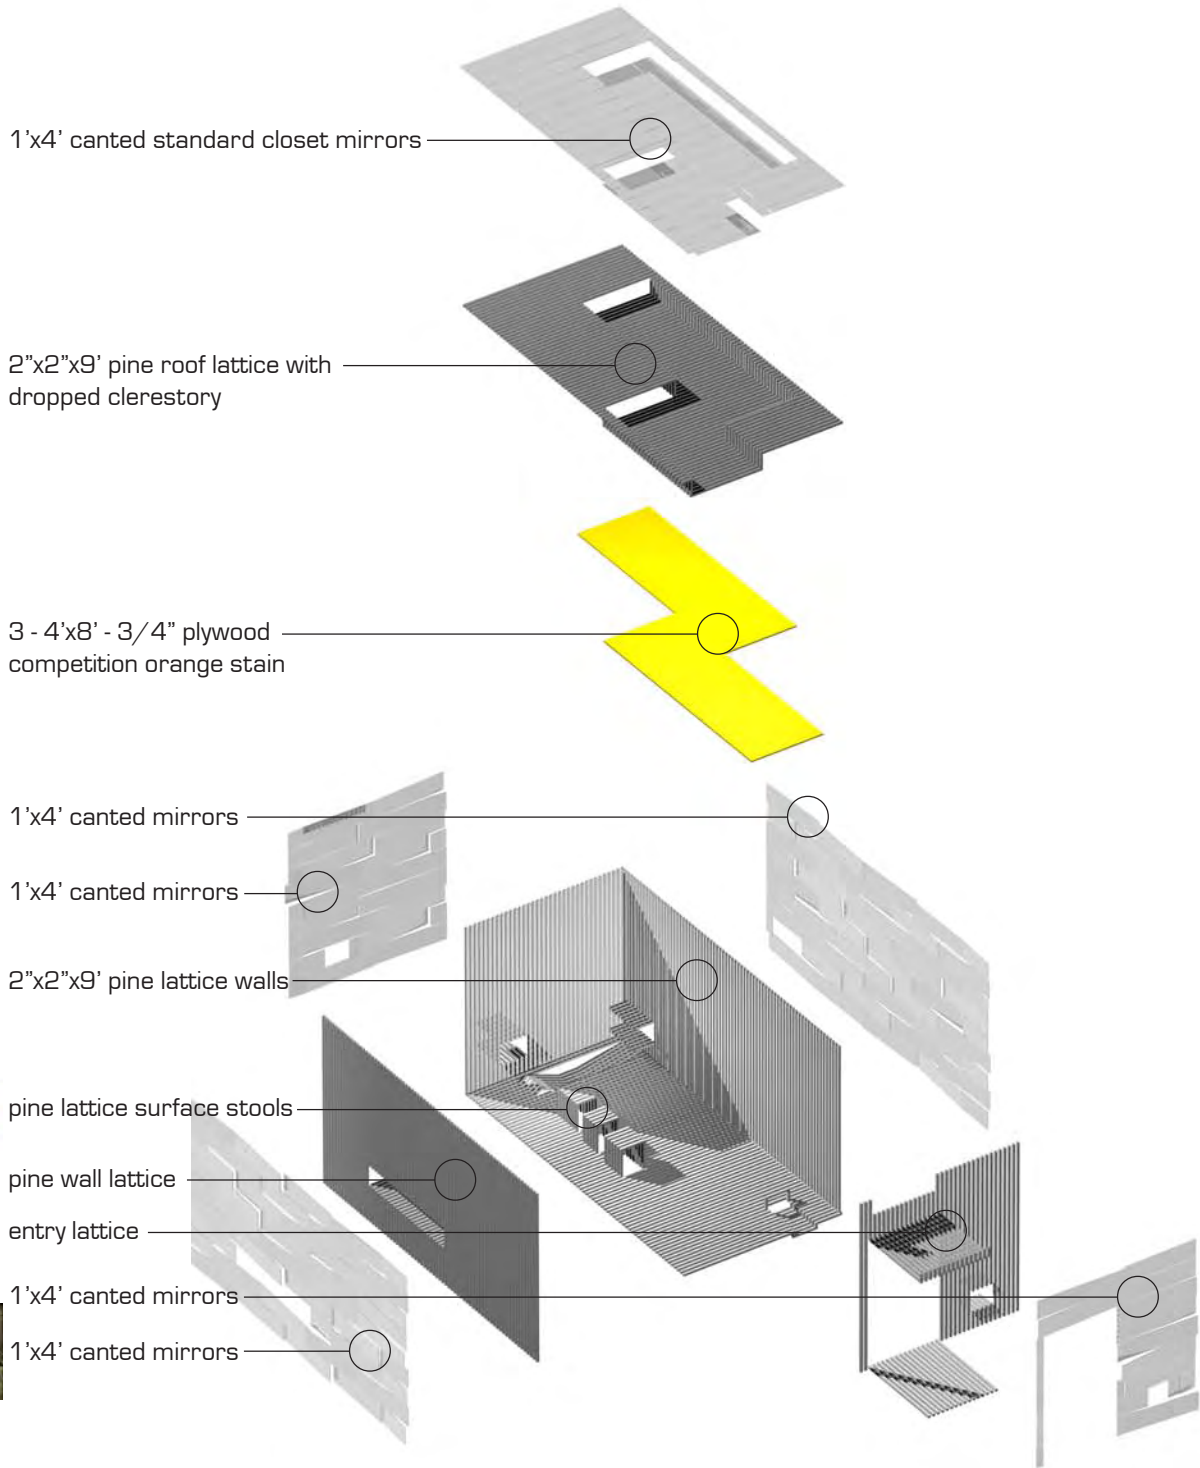 1’x4’ canted standard closet mirrors
2”x2”x9’ pine roof lattice with
dropped clerestory
3 - 4’x8’ - 3/4” plywood
competition orange stain
1’x4’ canted mirrors
1’x4’ canted mirrors
2”x2”x9’ pine lattice walls
pine lattice surface stools
pine wall lattice
entry lattice
1’x4’ canted mirrors
1’x4’ canted mirrors